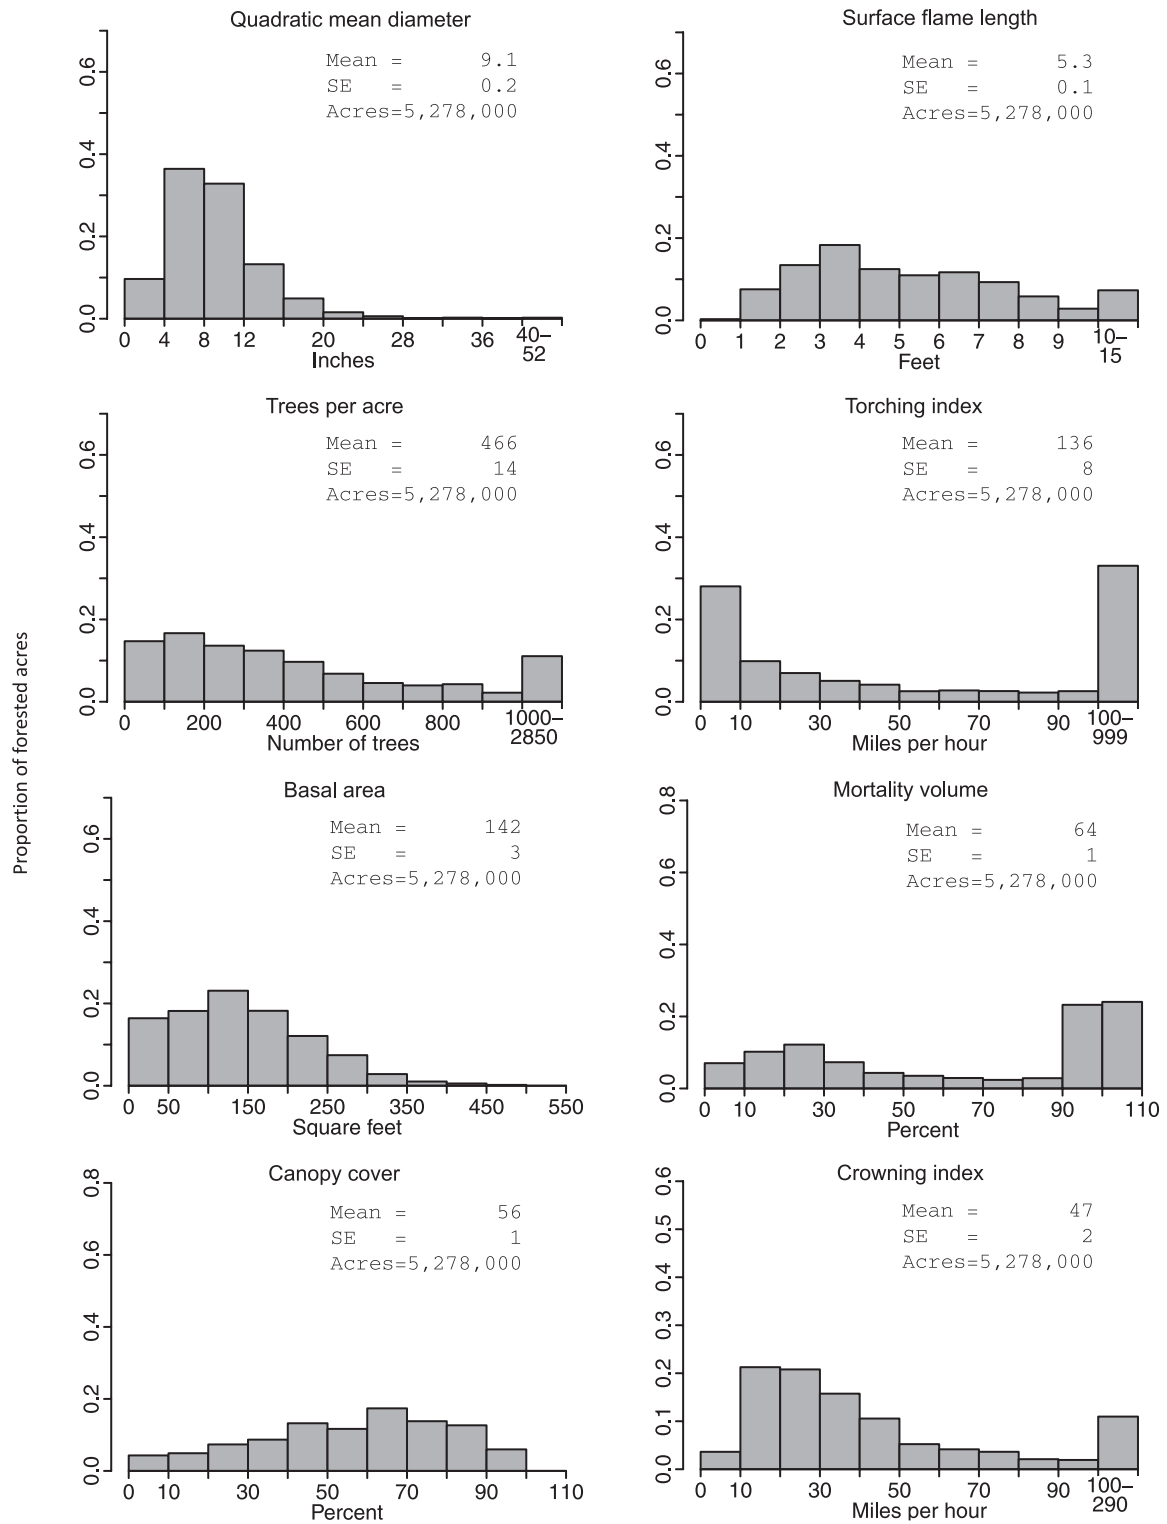 Proportion of forested acres
Quadratic mean diameter
Mean = 9.1
SE = 0.2
Acres=5,278,000
0.6
0.4
0.2
0.0
0 4 8 12 20 28 36 40–
52
Inches
Surface flame length
Mean = 5.3
SE = 0.1
Acres=5,278,000
0.6
0.4
0.2
0.0
0 1 2 3 4 5 6 7 8 9 10–
15
Feet
Trees per acre
Mean = 466
SE = 14
Acres=5,278,000
0.6
0.4
0.2
0.0
0 200 400 600 800 1000–
2850
Number of trees
Torching index
Mean = 136
SE = 8
Acres=5,278,000
0.6
0.4
0.2
0.0
0 10 30 50 70 90 100–
999
Miles per hour
Basal area
Mean = 142
SE = 3
Acres=5,278,000
0.6
0.4
0.2
0.0
0 50 150 250 350 450 550
Square feet
Mortality volume
Mean = 64
SE = 1
Acres=5,278,000
0.8
0.6
0.4
0.2
0.0
0 10 30 50 70 90 110
Percent
Canopy cover
Mean = 56
SE = 1
Acres=5,278,000
0.8
0.6
0.4
0.2
0.0
0 10 30 50 70 90 110
Percent
Crowning index
Mean = 47
SE = 2
Acres=5,278,000
0.6
0.5
0.4
0.3
0.2
0.1
0.0
0 10 30 50 70 90 100–
290
Miles per hour